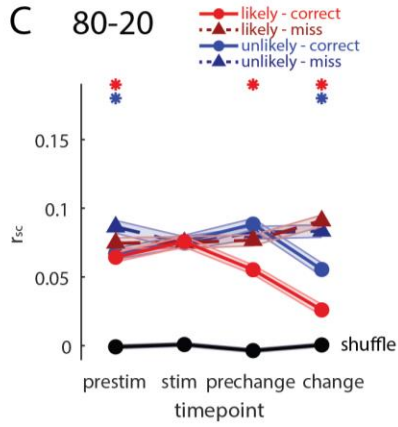 C 80-20
likely - correct
likely - miss
unlikely - correct
unlikely - miss
* * *
* *
0.15
0.1
0.05
0
rsc
shuffle
prestim stim prechange change
timepoint